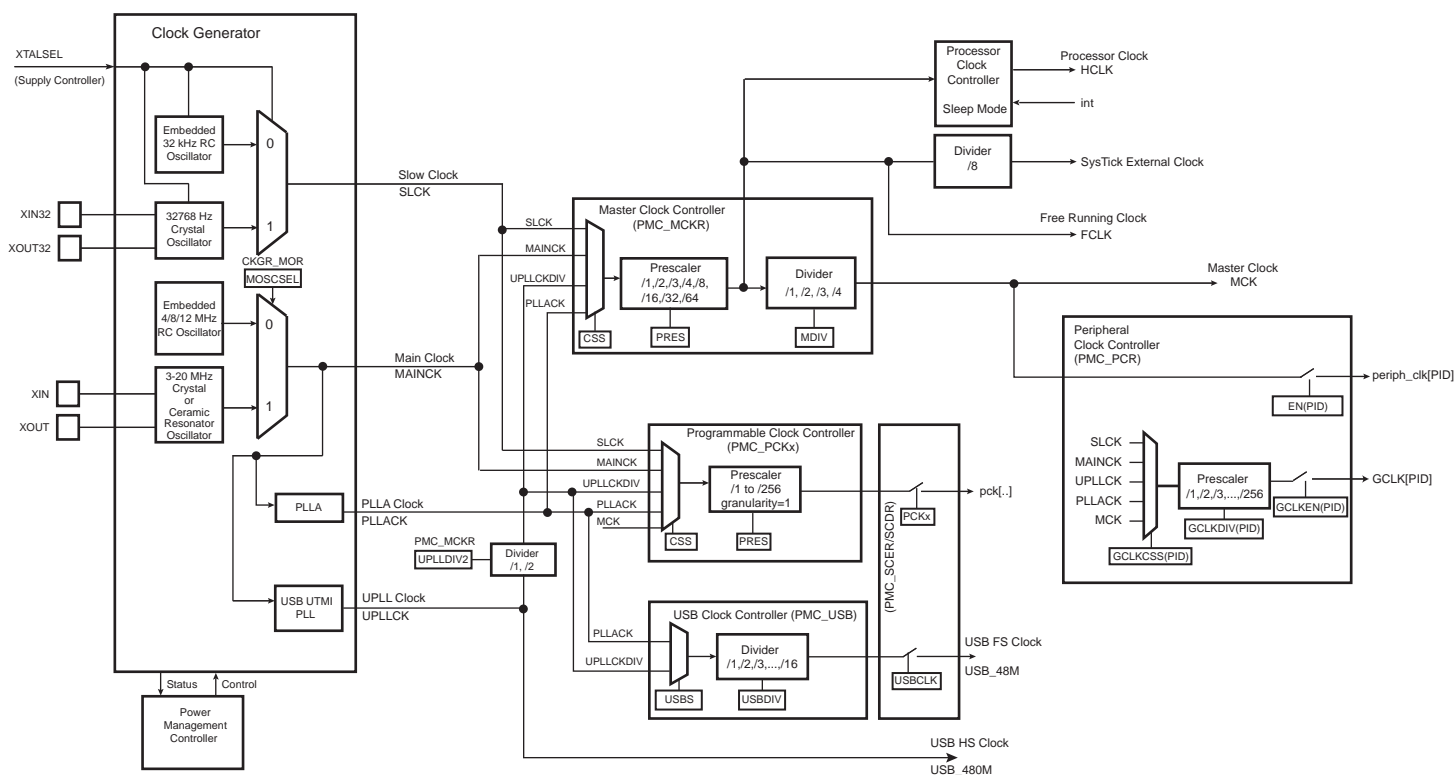 Clock Generator
XTALSEL
(Supply Controller)
Embedded
32 kHz RC
Oscillator
0
XIN32
XOUT32
32768 Hz
Crystal
Oscillator
1
CKGR_MOR
MOSCSEL
Embedded
4/8/12 MHz
RC Oscillator
0
XIN
XOUT
3-20 MHz
Crystal
or
Ceramic
Resonator
Oscillator
1
PLLA
USB UTMI
PLL
Status
Control
Power
Management
Controller
Slow Clock
SLCK
Main Clock
MAINCK
PLLA Clock
PLLACK
PMC_MCKR
UPLLDIV2
Divider
/1, /2
UPLL Clock
UPLLCK
Master Clock Controller
(PMC_MCKR)
SLCK
MAINCK
UPLLCKDIV
PLLACK
Prescaler
/1,/2,/3,/4,/8,
/16,/32,/64
Divider
/1, /2, /3, /4
CSS
PRES
MDIV
Processor
Clock
Controller
Sleep Mode
Processor Clock
HCLK
int
Divider
/8
SysTick External Clock
Free Running Clock
FCLK
Master Clock
MCK
Programmable Clock Controller
(PMC_PCKx)
SLCK
MAINCK
UPLLCKDIV
PLLACK
MCK
Prescaler
/1 to /256
granularity=1
CSS
PRES
(PMC_SCER/SCDR)
PCKx
pck[..]
USB Clock Controller (PMC_USB)
PLLACK
UPLLCKDIV
Divider
/1,/2,/3,...,/16
USBS
USBDIV
USBCLK
USB FS Clock
USB_48M
USB HS Clock
USB_480M
Peripheral
Clock Controller
(PMC_PCR)
periph_clk[PID]
EN(PID)
SLCK
MAINCK
UPLLCK
PLLACK
MCK
Prescaler
/1,/2,/3,...,/256
GCLK[PID]
GCLKEN(PID)
GCLKDIV(PID)
GCLKCSS(PID)